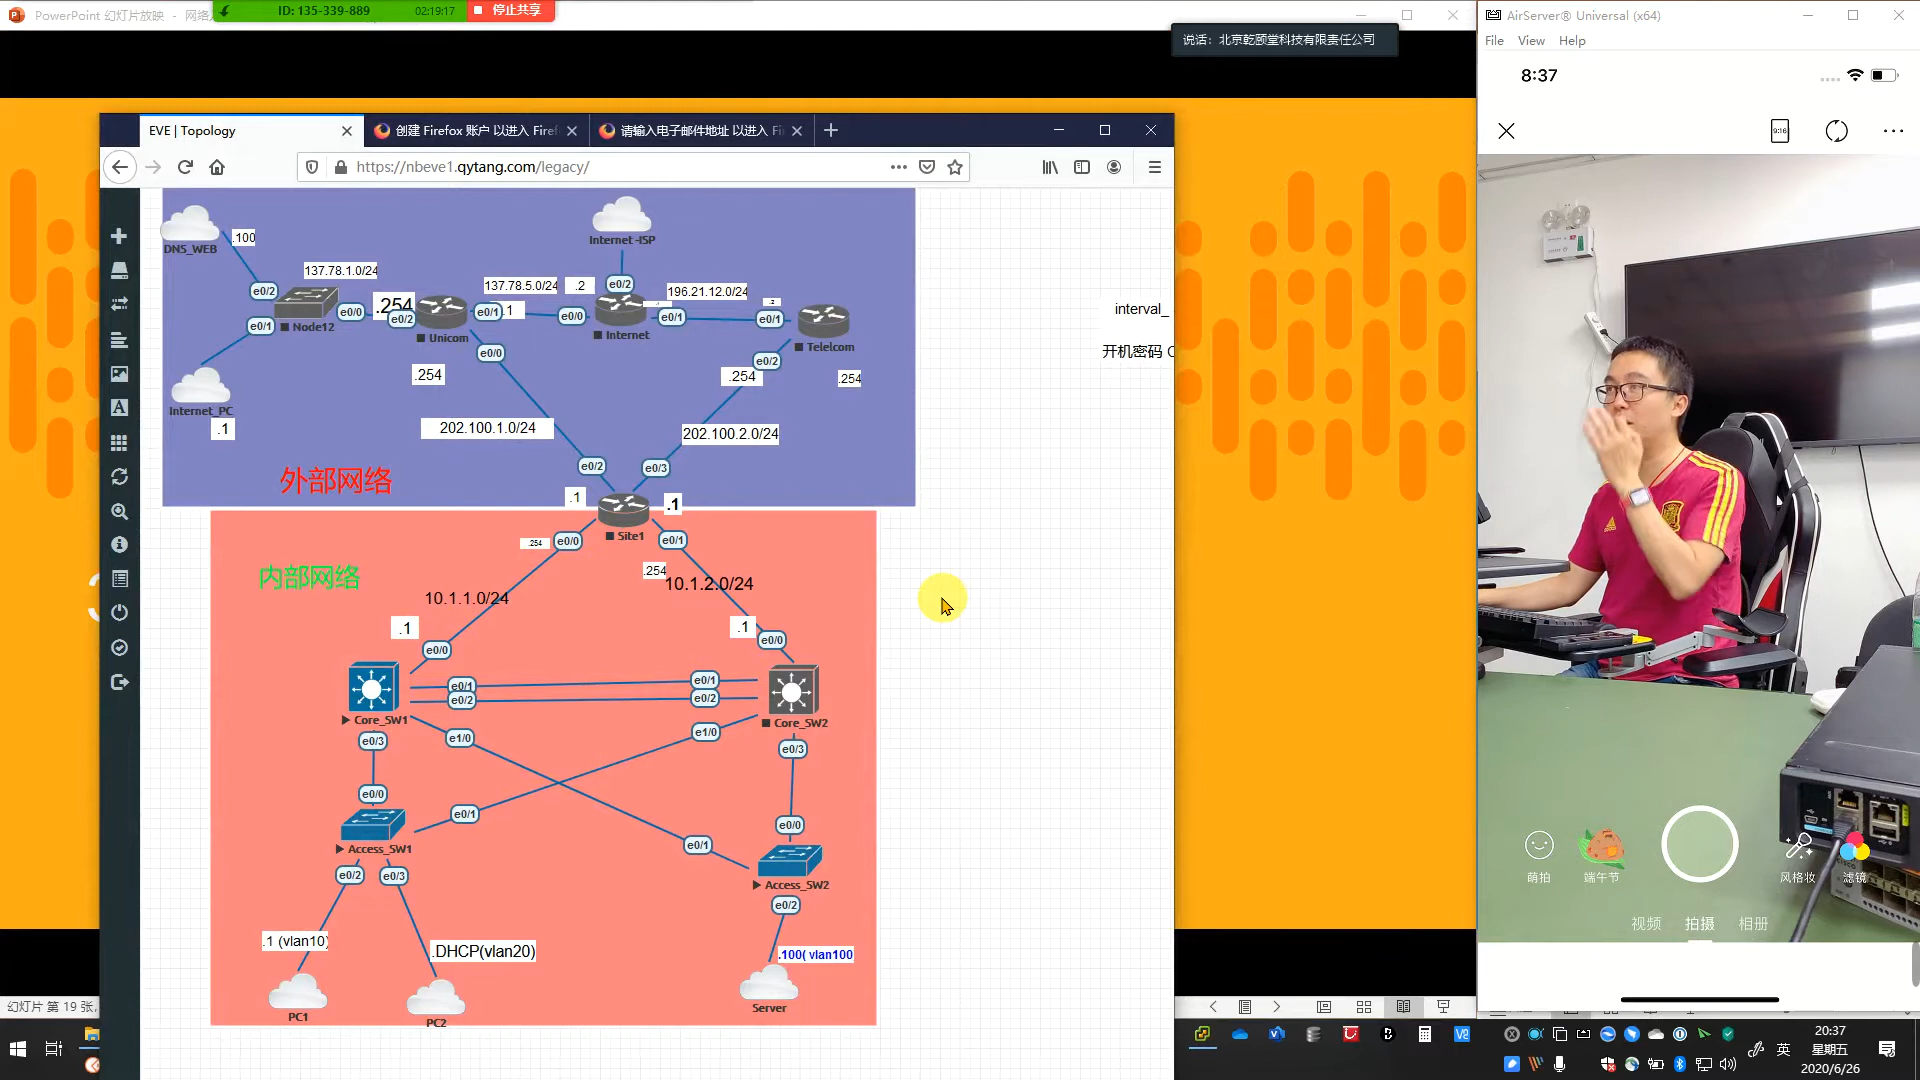 PowerPoint 幻灯片放映 - 网络
ID: 135-339-889
02:19:17
停止共享
说话：北京乾颐堂科技有限责任公司
AirServer® Universal (x64)
File View Help
8:37
9:16
EVE | Topology
创建 Firefox 账户 以进入 Firef
请输入电子邮件地址 以进入 Fi
https://nbeve1.qytang.com/legacy/
DNS_WEB
.100
Internet -ISP
137.78.1.0/24
137.78.5.0/24
.2
e0/2
196.21.12.0/24
e0/2
e0/0
.254
e0/2
e0/1
.1
e0/0
e0/1
.2
e0/1
e0/1
Node12
Unicom
Internet
Telelcom
e0/0
e0/2
.254
.254
.254
Internet_PC
.1
202.100.1.0/24
202.100.2.0/24
外部网络
e0/2
e0/3
.1
.1
Site1
.254
e0/0
e0/1
内部网络
.254
10.1.1.0/24
10.1.2.0/24
.1
.1
e0/0
e0/0
e0/1
e0/2
e0/1
e0/2
Core_SW1
Core_SW2
e0/3
e1/0
e1/0
e0/3
e0/0
e0/1
e0/0
e0/1
Access_SW1
Access_SW2
e0/2
e0/3
e0/2
.1 (vlan10)
.DHCP(vlan20)
.100( vlan100
PC1
PC2
Server
interval_
开机密码 C
萌拍
端午节
风格妆
滤镜
视频 拍摄 相册
幻灯片 第 19 张,
英
20:37
星期五
2020/6/26